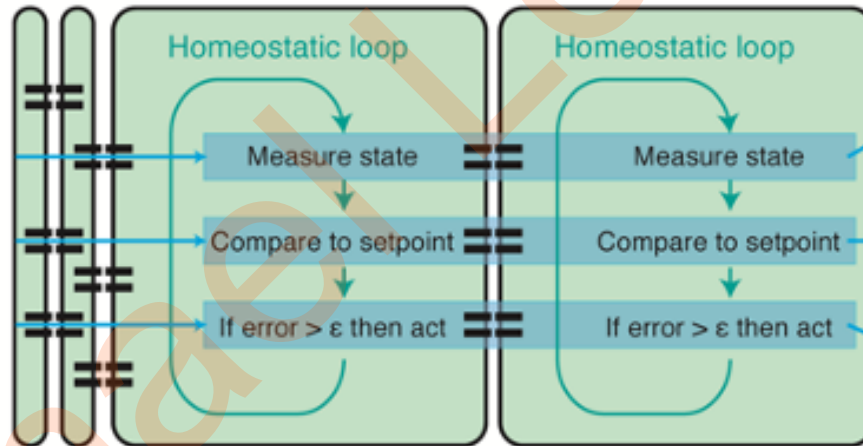 Homeostatic loop
Measure state
Compare to setpoint
If error > ε then act
Homeostatic loop
Measure state
Compare to setpoint
If error > ε then act